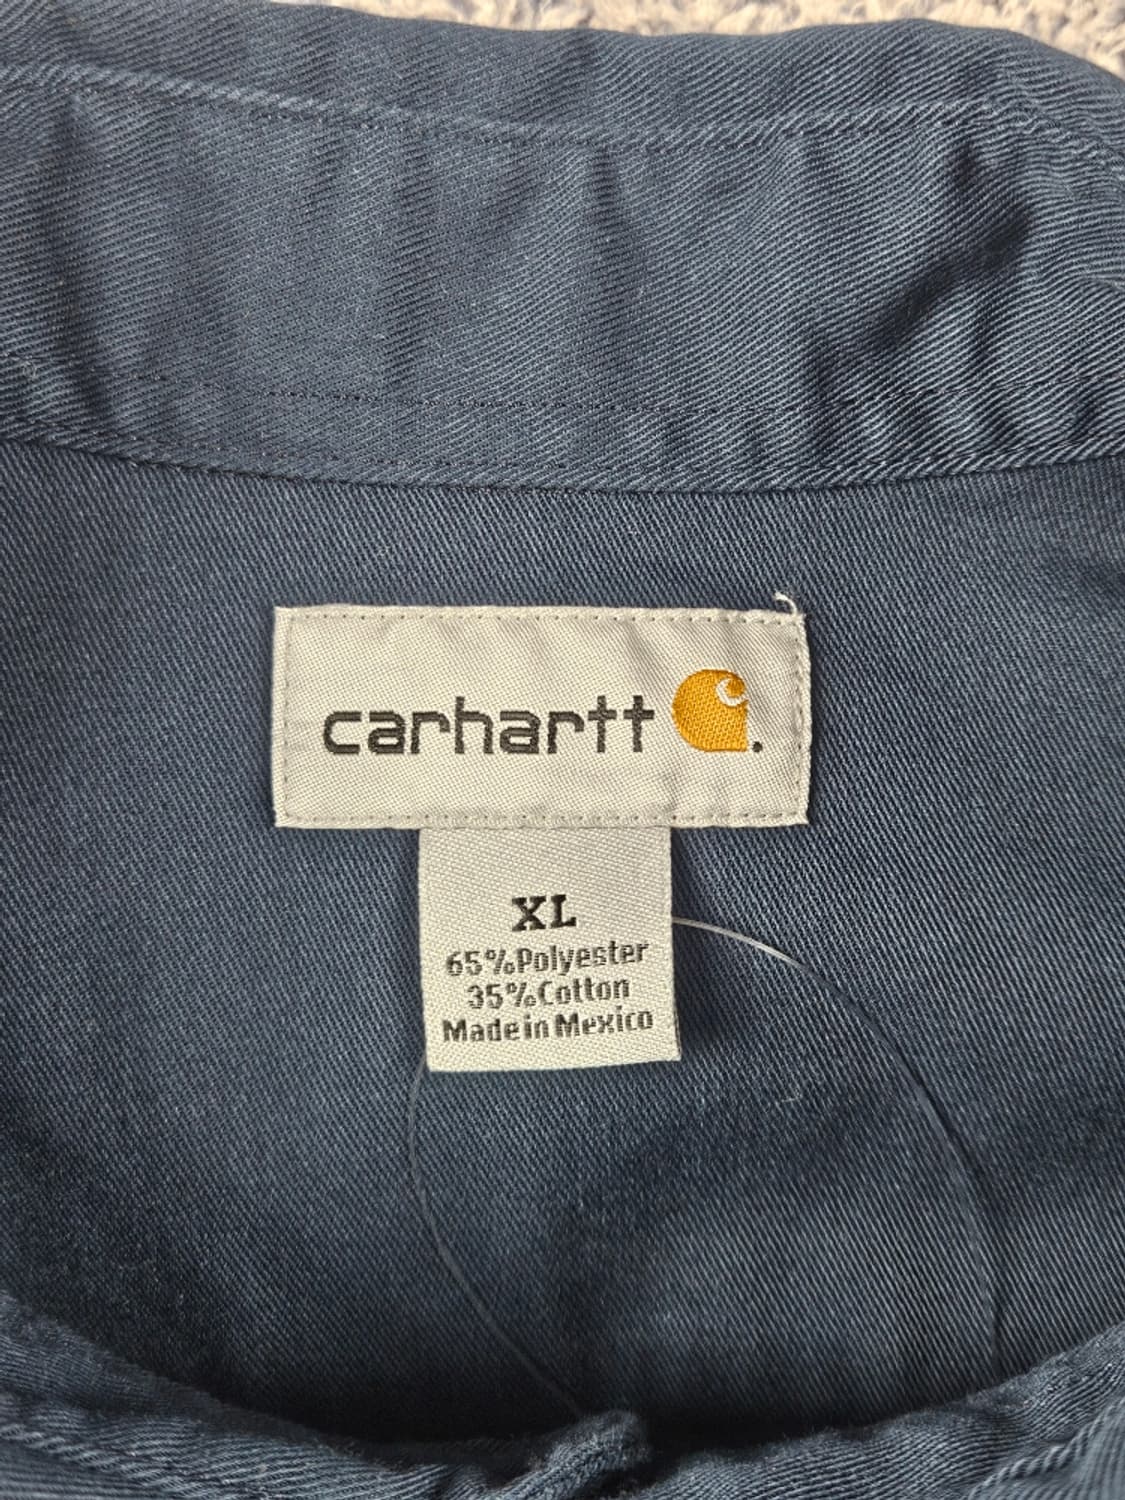 carhartt
XL
65% Polyester
35% Cotton
Made in Mexico